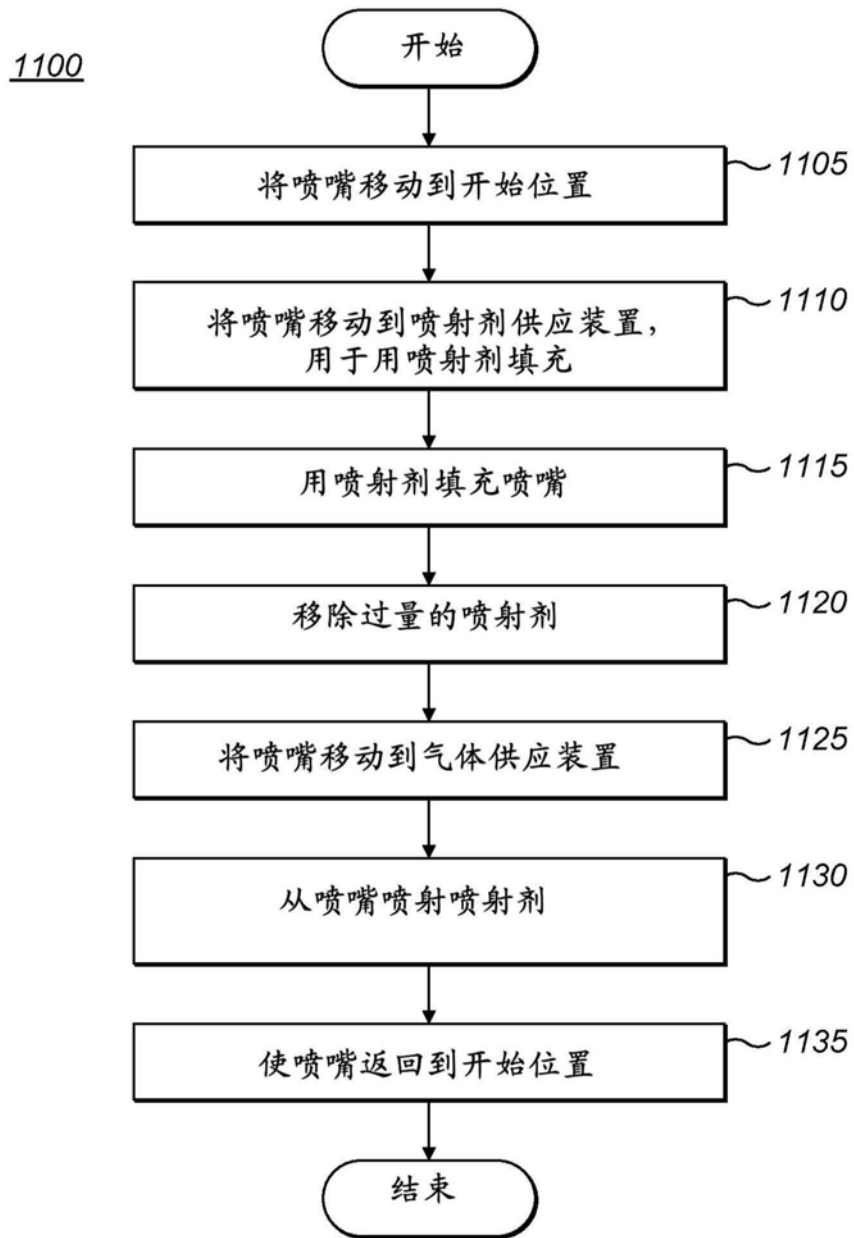 1100
开始
将喷嘴移动到开始位置
1105
将喷嘴移动到喷射剂供应装置，
用于用喷射剂填充
1110
用喷射剂填充喷嘴
1115
移除过量的喷射剂
1120
将喷嘴移动到气体供应装置
1125
从喷嘴喷射喷射剂
1130
使喷嘴返回到开始位置
1135
结束